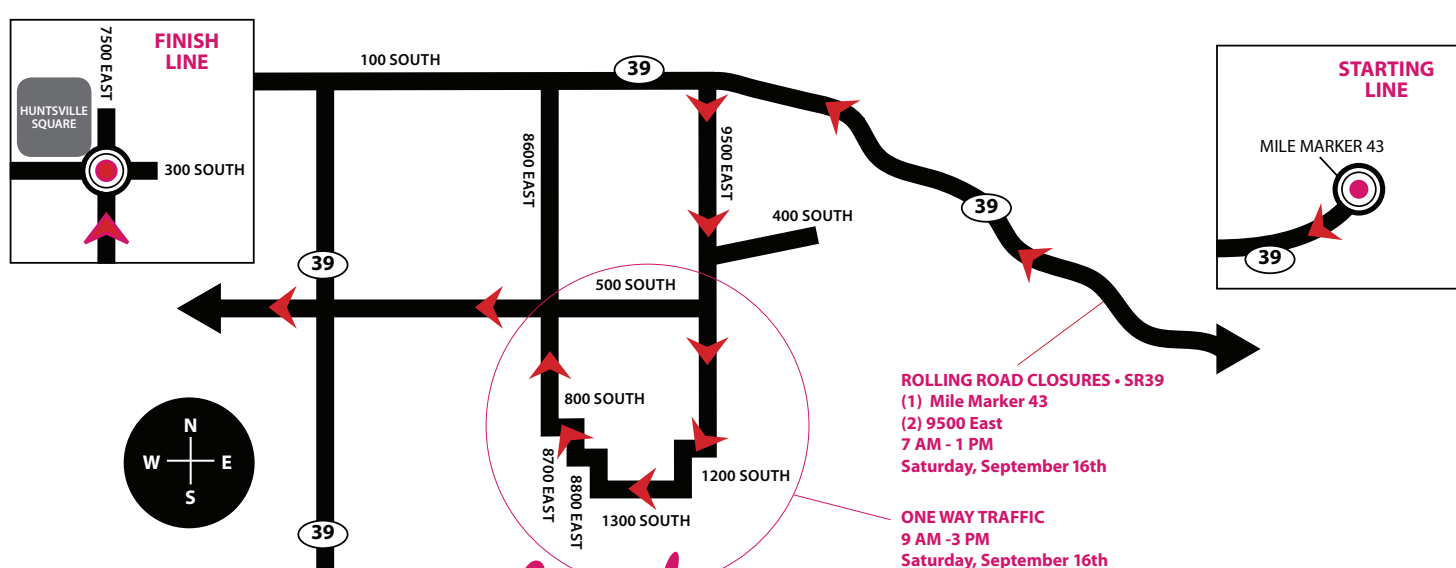 FINISH
LINE
7500 EAST
HUNTSVILLE
SQUARE
300 SOUTH
100 SOUTH
39
8600 EAST
9500 EAST
400 SOUTH
39
39
500 SOUTH
STARTING
LINE
MILE MARKER 43
39
N
W E
S
800 SOUTH
8700 EAST
8800 EAST
1200 SOUTH
1300 SOUTH
39
ROLLING ROAD CLOSURES • SR39
(1) Mile Marker 43
(2) 9500 East
7 AM - 1 PM
Saturday, September 16th
ONE WAY TRAFFIC
9 AM -3 PM
Saturday, September 16th